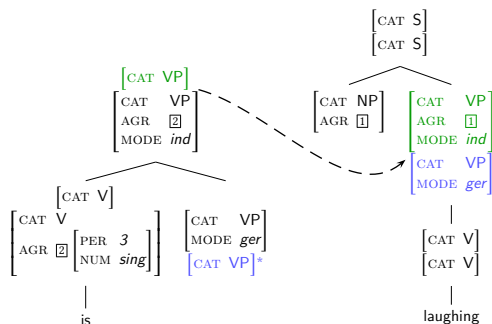 [CAT VP]
[CAT VP
AGR 2
MODE ind]
[CAT V]
[CAT V
AGR 2 [PER 3
NUM sing]]
is
[CAT VP
MODE ger]
[CAT VP]*
[CAT S]
[CAT S]
[CAT NP
AGR 1]
[CAT VP
AGR 1
MODE ind]
[CAT VP
MODE ger]
[CAT V]
[CAT V]
laughing